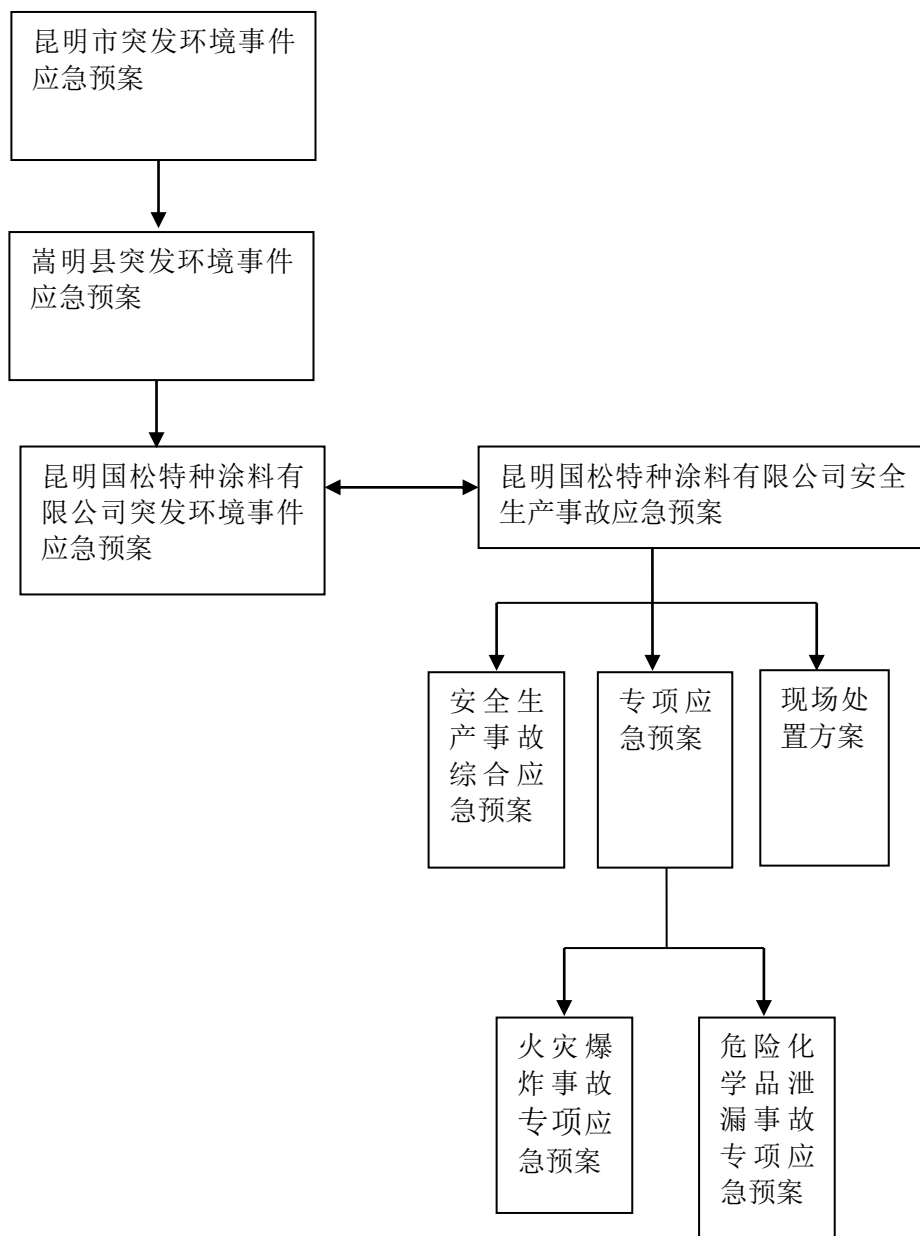 昆明市突发环境事件
应急预案
嵩明县突发环境事件
应急预案
昆明国松特种涂料有
限公司突发环境事件
应急预案
昆明国松特种涂料有限公司安全
生产事故应急预案
安全生
产事故
综合应
急预案
专项应
急预案
现场处
置方案
火灾爆
炸事故
专项应
急预案
危险化
学品泄
漏事故
专项应
急预案